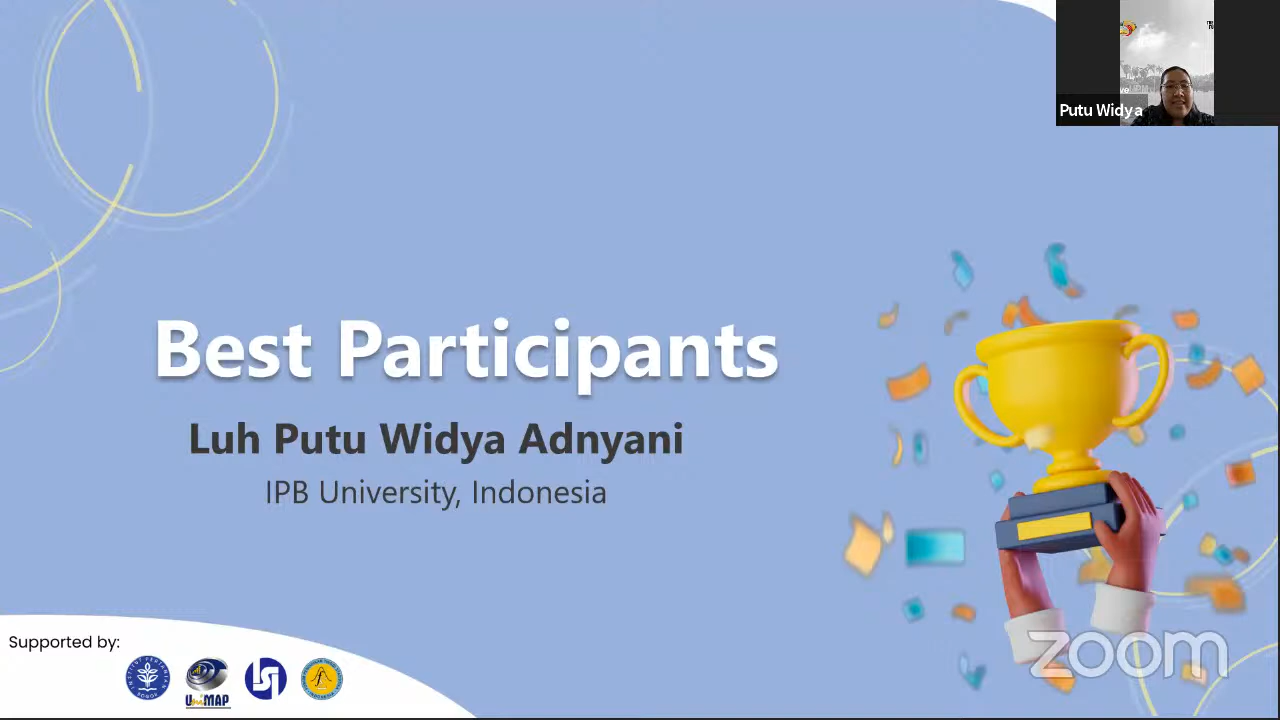 Putu Widya
Best Participants
Luh Putu Widya Adnyani
IPB University, Indonesia
Supported by:
UniMAP
zoom